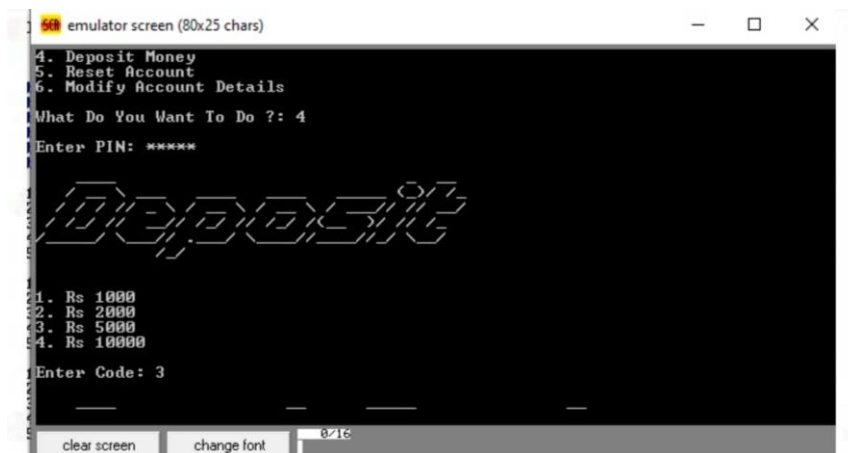 emulator screen (80x25 chars)
4. Deposit Money
5. Reset Account
6. Modify Account Details
What Do You Want To Do ?: 4
Enter PIN: *****
Deposit
1. Rs 1000
2. Rs 2000
3. Rs 5000
4. Rs 10000
Enter Code: 3
clear screen
change font
0/16